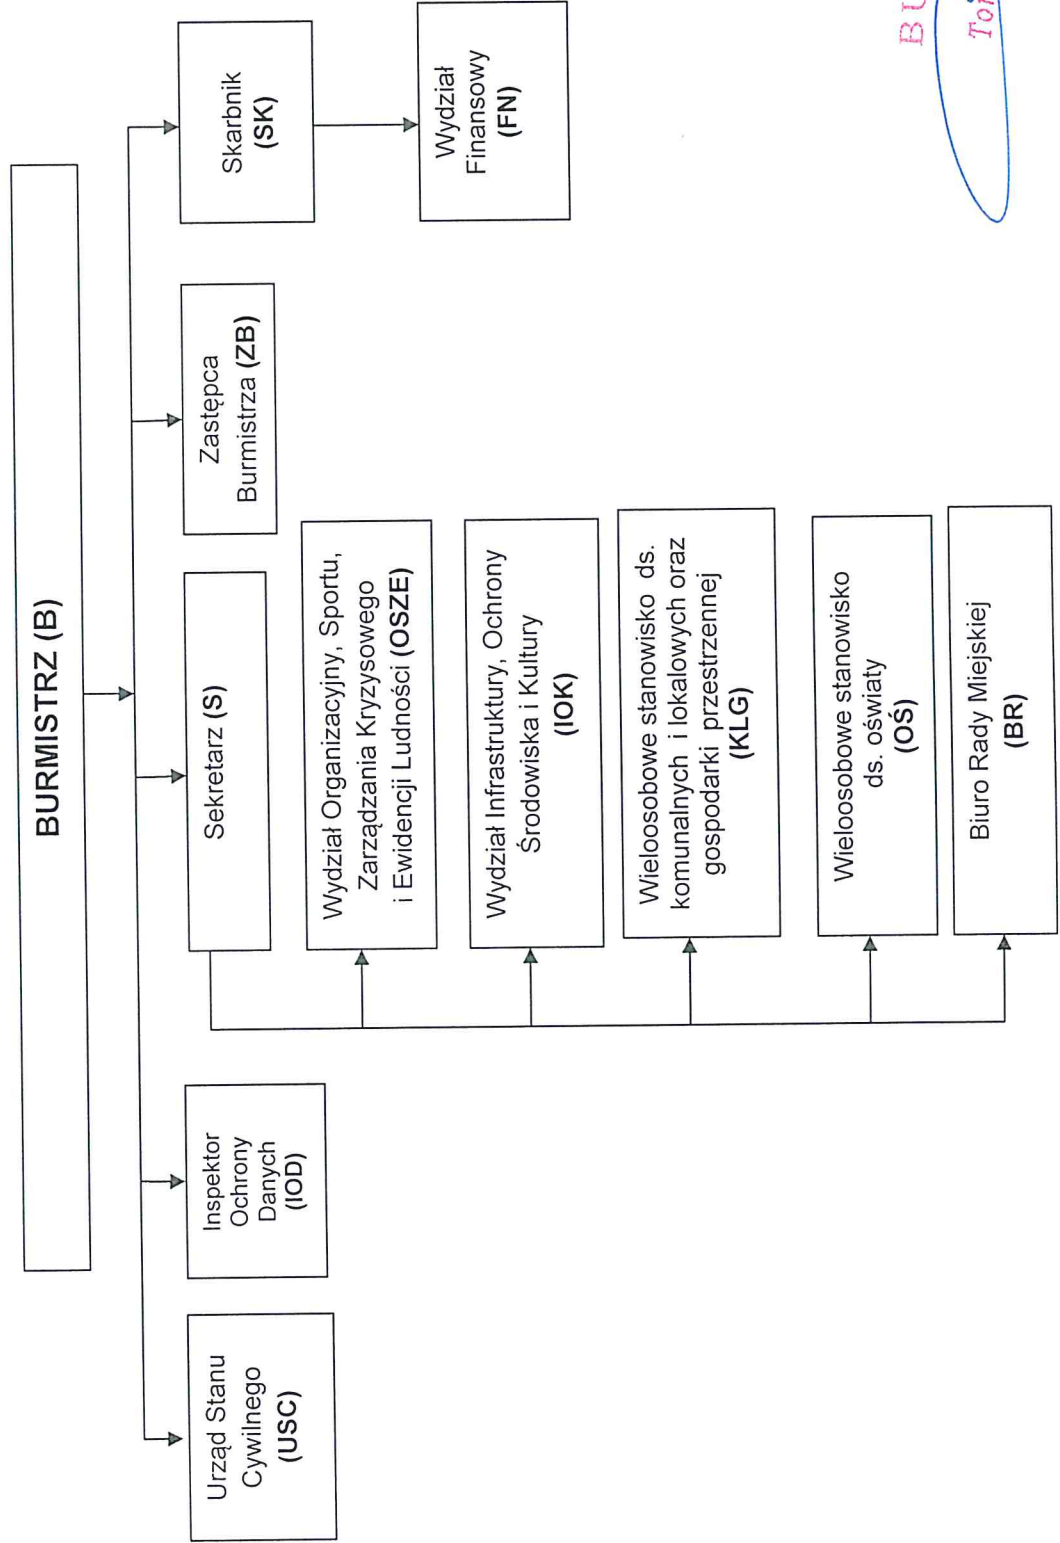 BURMISTRZ (B)
Urząd Stanu
Cywilnego
(USC)
Inspektor
Ochrony
Danych
(IOD)
Sekretarz (S)
Zastępca
Burmistrza (ZB)
Skarbnik
(SK)
Wydział Organizacyjny, Sportu,
Zarządzania Kryzysowego
i Ewidencji Ludności (OSZE)
Wydział Infrastruktury, Ochrony
Środowiska i Kultury
(IOK)
Wieloosobowe stanowisko ds.
komunalnych i lokalowych oraz
gospodarki przestrzennej
(KLG)
Wieloosobowe stanowisko
ds. oświaty
(OŚ)
Biuro Rady Miejskiej
(BR)
Wydział
Finansowy
(FN)